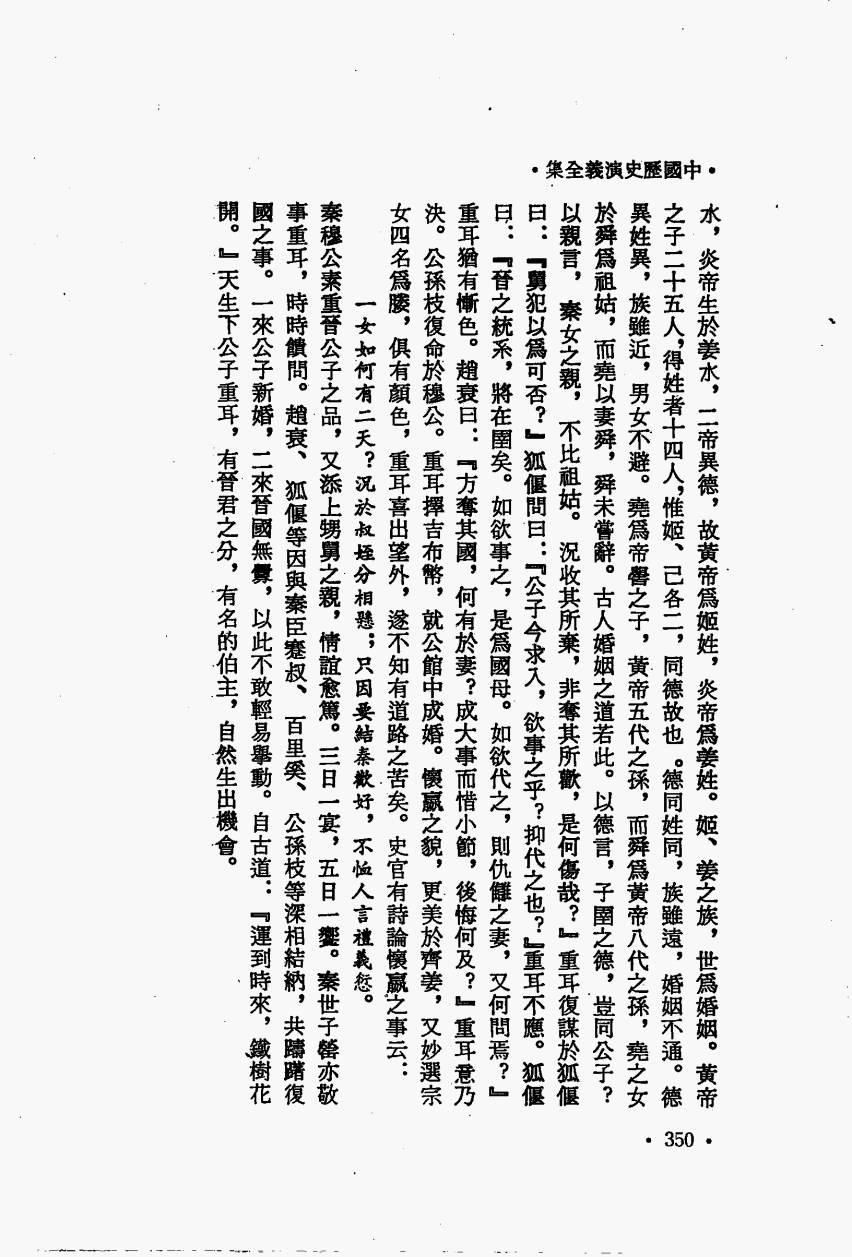 •中國歷史演義全集•
水，炎帝生於姜水，二帝異德，故黃帝爲姬姓，炎帝爲姜姓。姬、姜之族，世爲婚姻。黃帝
之子二十五人，得姓者十四人，惟姬、己各二，同德故也。德同姓同，族雖遠，婚姻不通。德
異姓異，族雖近，男女不避。堯爲帝嚳之子，黃帝五代之孫，而舜爲黃帝八代之孫，堯之女
於舜爲祖姑，而堯以妻舜，舜未嘗辭。古人婚姻之道若此。以德言，子圉之德，豈同公子？
以親言，秦女之親，不比祖姑。況收其所棄，非奪其所歡，是何傷哉？』重耳復謀於狐偃
曰：『舅犯以爲可否？』狐偃問曰：『公子今求入，欲事之乎？抑代之也？』重耳不應。狐偃
曰：『晉之統系，將在圉矣。如欲事之，是爲國母。如欲代之，則仇讎之妻，又何問焉？』
重耳猶有慚色。趙衰曰：『方奪其國，何有於妻？成大事而惜小節，後悔何及？』重耳意乃
決。公孫枝復命於穆公。重耳擇吉布幣，就公館中成婚。懷嬴之貌，更美於齊姜，又妙選宗
女四名爲媵，俱有顏色，重耳喜出望外，遂不知有道路之苦矣。史官有詩論懷嬴之事云：
一女如何有二天？況於叔姪分相懸；只因要結秦歡好，不恤人言禮義愆。
秦穆公素重晉公子之品，又添上甥舅之親，情誼愈篤。三日一宴，五日一饗。秦世子罃亦敬
事重耳，時時饋問。趙衰、狐偃等因與秦臣蹇叔、百里奚、公孫枝等深相結納，共躊躇復
國之事。一來公子新婚，二來晉國無釁，以此不敢輕易舉動。自古道：『運到時來，鐵樹花
開。』天生下公子重耳，有晉君之分，有名的伯主，自然生出機會。
•350•